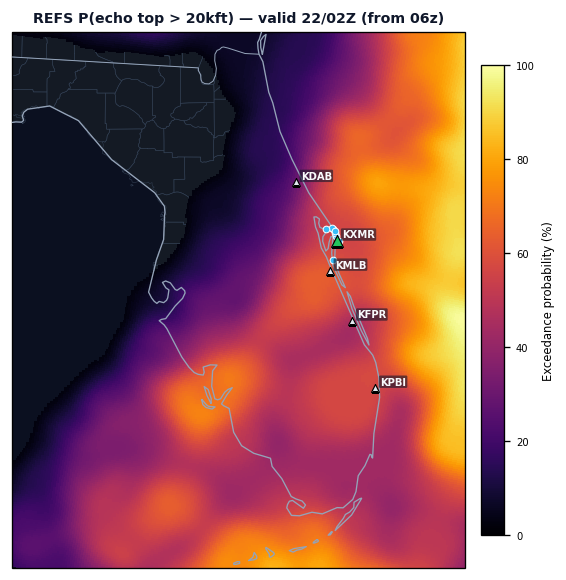 REFS P(echo top > 20kft) — valid 22/02Z (from 06z)
KDAB
KXMR
KMLB
KFPR
KPBI
100
80
60
40
20
0
Exceedance probability (%)